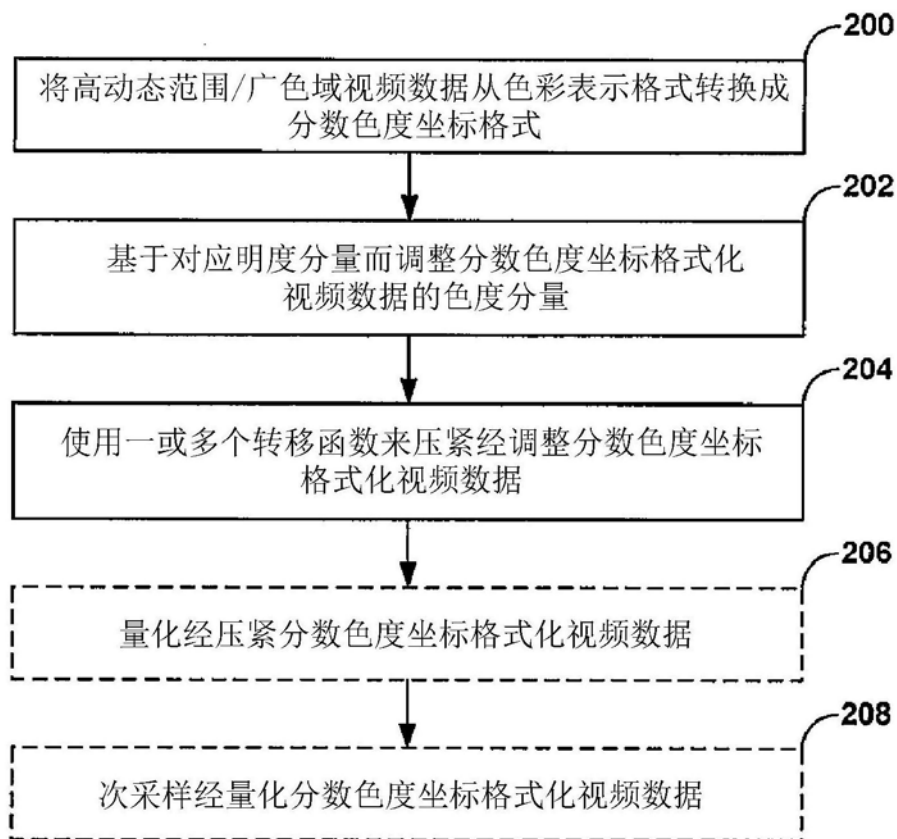 200
将高动态范围/广色域视频数据从色彩表示格式转换成
分数色度坐标格式
202
基于对应明度分量而调整分数色度坐标格式化
视频数据的色度分量
204
使用一或多个转移函数来压紧经调整分数色度坐标
格式化视频数据
206
量化经压紧分数色度坐标格式化视频数据
208
次采样经量化分数色度坐标格式化视频数据